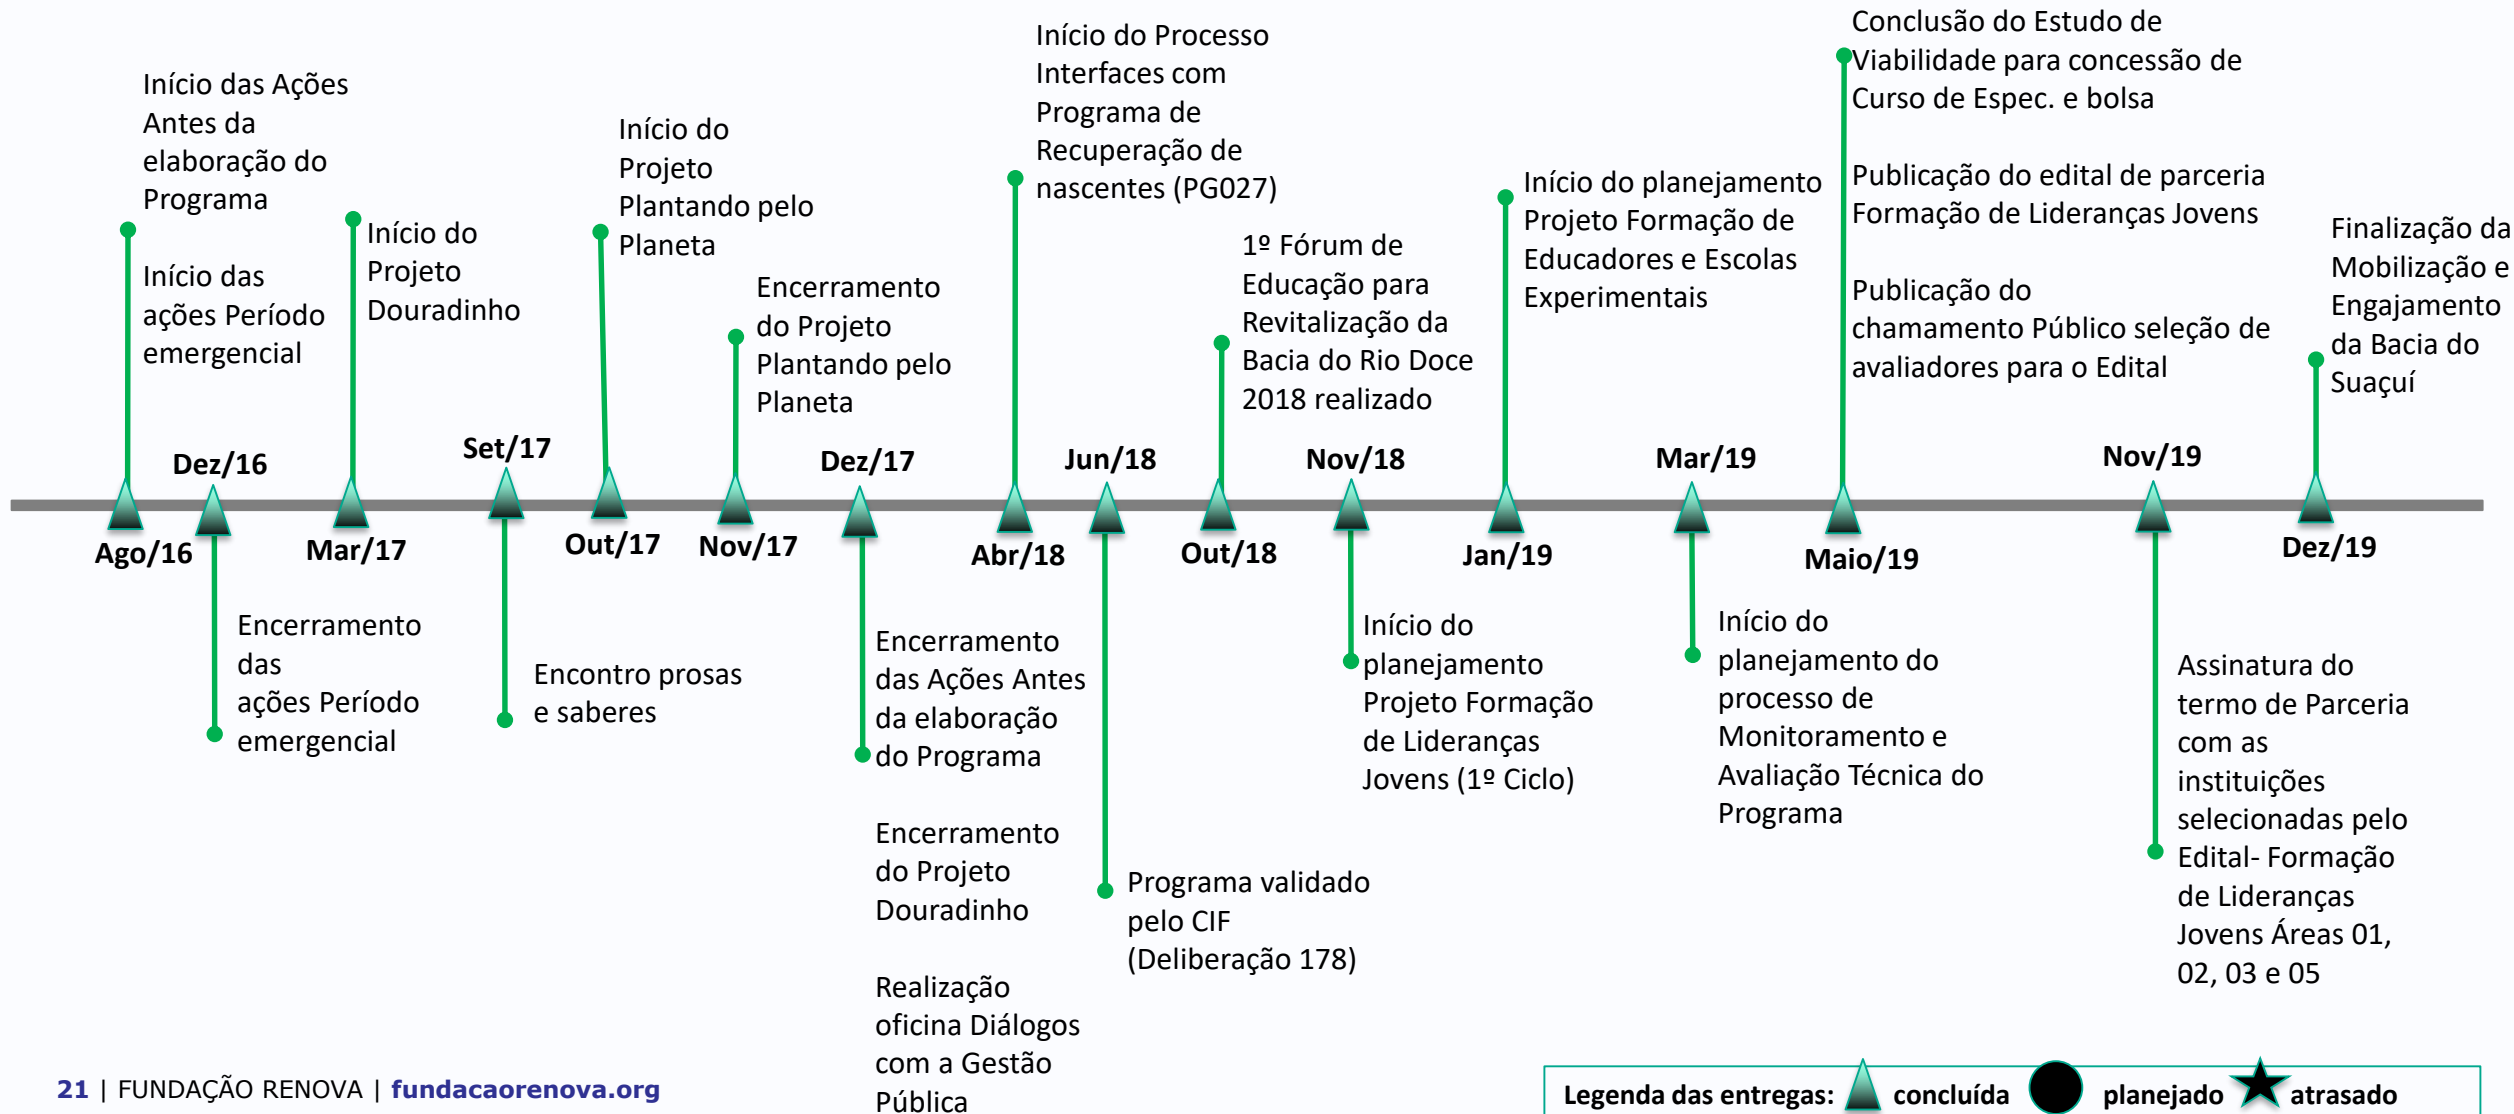 Início das Ações
Antes da
elaboração do
Programa
Início das
ações Período
emergencial
Início do
Projeto
Douradinho
Início do
Projeto
Plantando pelo
Planeta
Encerramento
do Projeto
Plantando pelo
Planeta
Início do Processo
Interfaces com
Programa de
Recuperação de
nascentes (PG027)
1º Fórum de
Educação para
Revitalização da
Bacia do Rio Doce
2018 realizado
Início do planejamento
Projeto Formação de
Educadores e Escolas
Experimentais
Conclusão do Estudo de
Viabilidade para concessão de
Curso de Espec. e bolsa
Publicação do edital de parceria
Formação de Lideranças Jovens
Publicação do
chamamento Público seleção de
avaliadores para o Edital
Finalização da
Mobilização e
Engajamento
da Bacia do
Suaçuí
Dez/16
Set/17
Dez/17
Jun/18
Nov/18
Mar/19
Nov/19
Ago/16
Mar/17
Out/17
Nov/17
Abr/18
Out/18
Jan/19
Maio/19
Dez/19
Encerramento
das
ações Período
emergencial
Encontro prosas
e saberes
Encerramento
das Ações Antes
da elaboração
do Programa
Encerramento
do Projeto
Douradinho
Realização
oficina Diálogos
com a Gestão
Pública
Programa validado
pelo CIF
(Deliberação 178)
Início do
planejamento
Projeto Formação
de Lideranças
Jovens (1º Ciclo)
Início do
planejamento do
processo de
Monitoramento e
Avaliação Técnica do
Programa
Assinatura do
termo de Parceria
com as
instituições
selecionadas pelo
Edital- Formação
de Lideranças
Jovens Áreas 01,
02, 03 e 05
21 | FUNDAÇÃO RENOVA | fundacaorenova.org
Legenda das entregas: concluída planejado atrasado